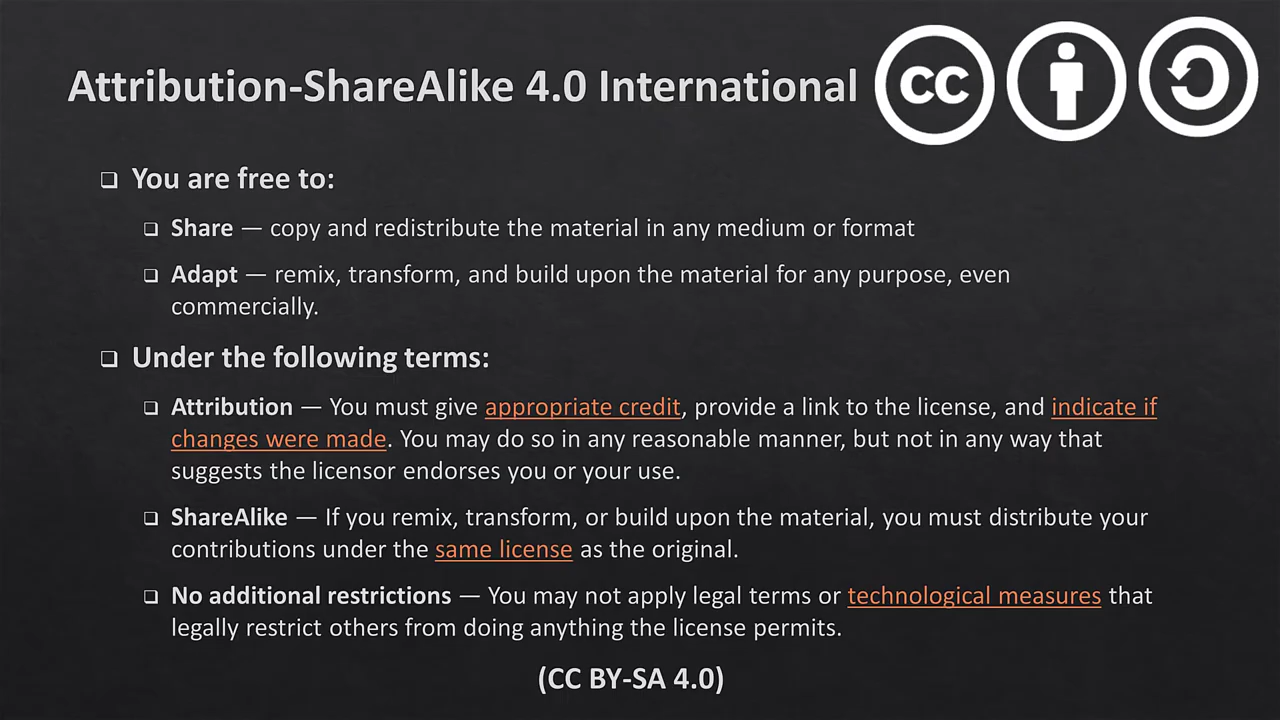 Attribution-ShareAlike 4.0 International
CC
You are free to:
Share — copy and redistribute the material in any medium or format
Adapt — remix, transform, and build upon the material for any purpose, even
commercially.
Under the following terms:
Attribution — You must give appropriate credit, provide a link to the license, and indicate if
changes were made. You may do so in any reasonable manner, but not in any way that
suggests the licensor endorses you or your use.
ShareAlike — If you remix, transform, or build upon the material, you must distribute your
contributions under the same license as the original.
No additional restrictions — You may not apply legal terms or technological measures that
legally restrict others from doing anything the license permits.
(CC BY-SA 4.0)